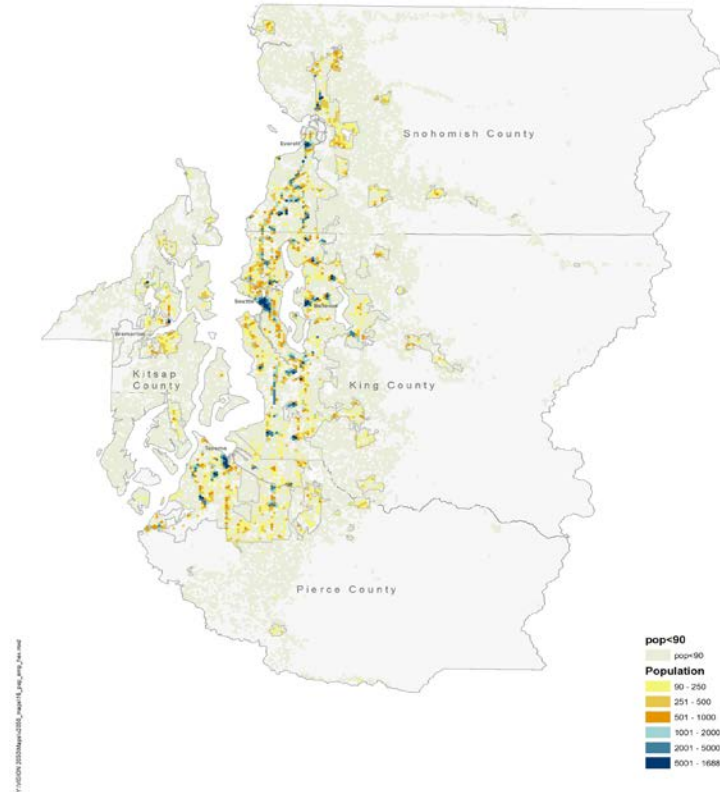 Snohomish County
Everett
Seattle
Bellevue
Bremerton
Kitsap
County
King County
Tacoma
Pierce County
pop<90
pop<90
Population
90 - 250
251 - 500
501 - 1000
1001 - 2000
2001 - 5000
5001 - 1688